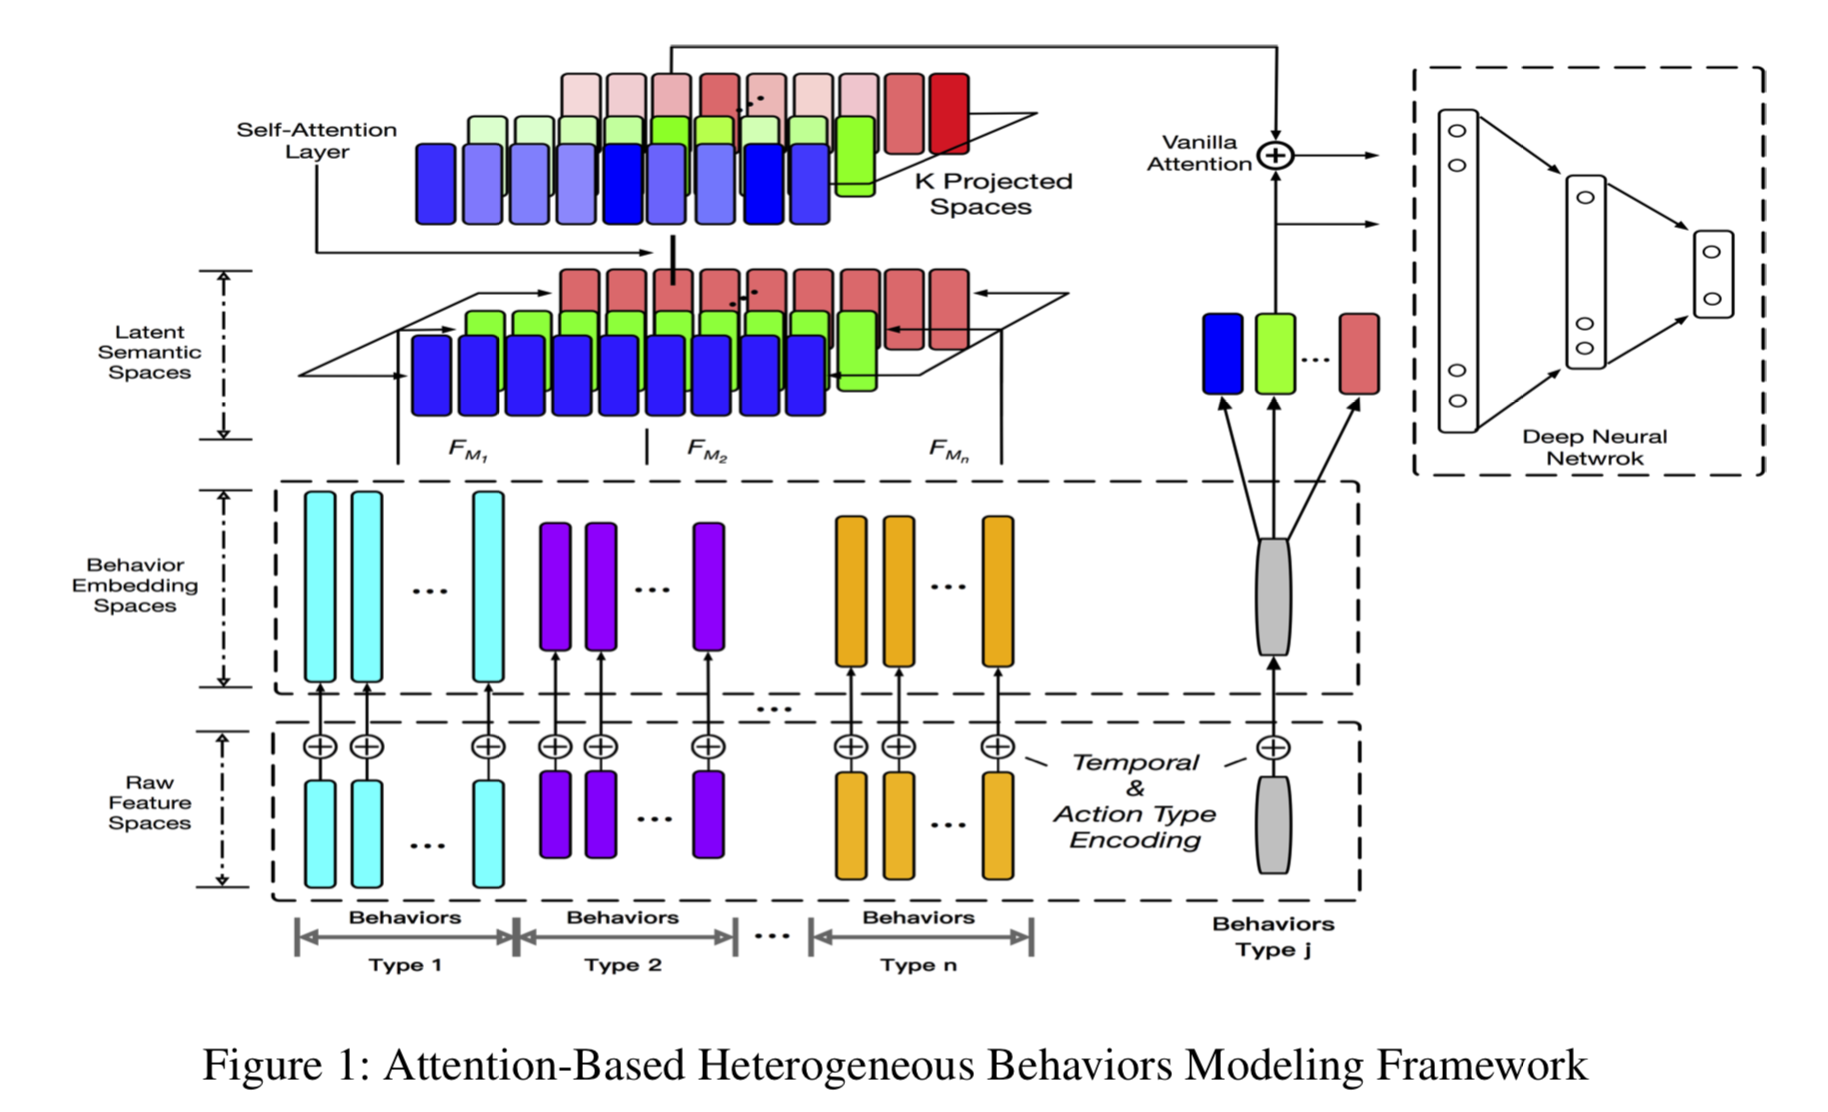 Self-Attention
Layer
K Projected
Spaces
Vanilla
Attention
Latent
Semantic
Spaces
F_{M_1}
F_{M_2}
F_{M_n}
Deep Neural
Netwrok
Behavior
Embedding
Spaces
Raw
Feature
Spaces
Temporal
&
Action Type
Encoding
Behaviors
Type 1
Behaviors
Type 2
Behaviors
Type n
Behaviors
Type j
Figure 1: Attention-Based Heterogeneous Behaviors Modeling Framework